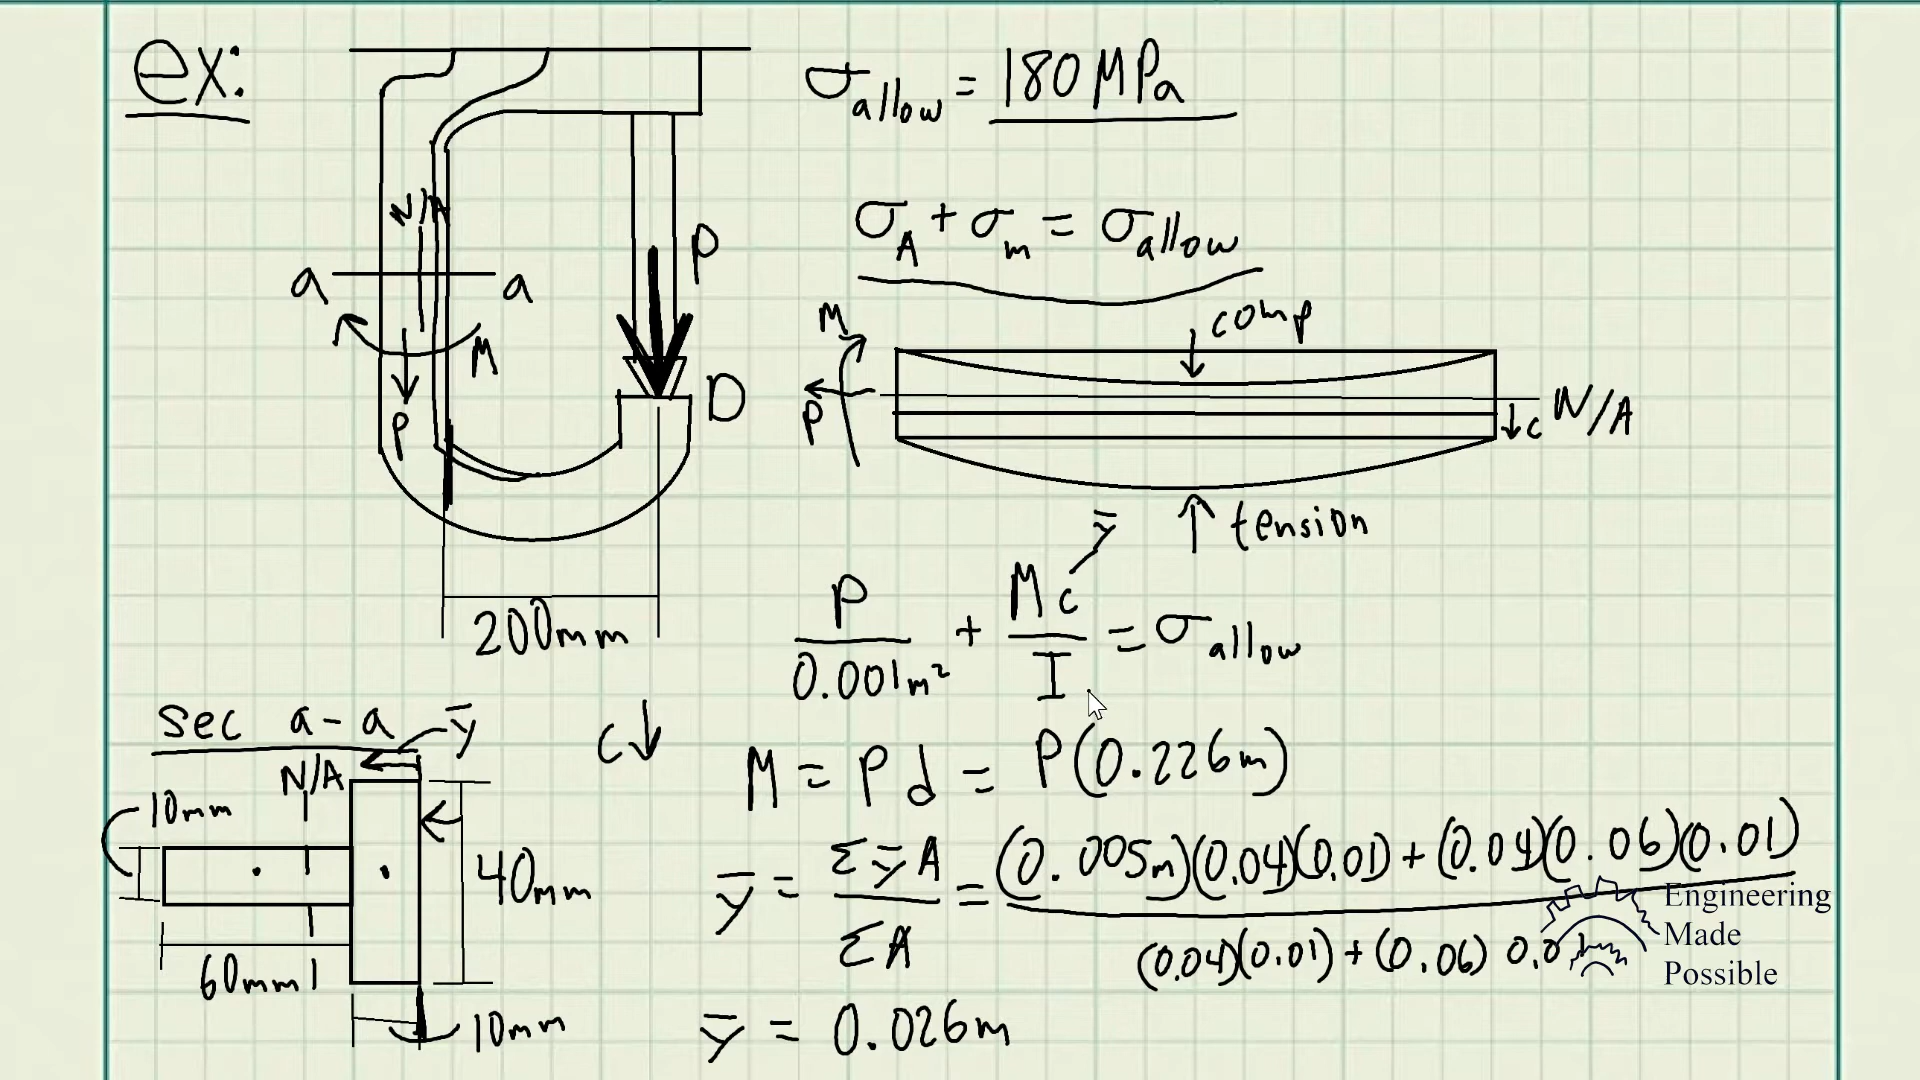 ex:
σallow = 180 MPa
N/A
σA + σm = σallow
a a
P
M
P
D
M
P
comp
N/A
c
tension
ȳ
200mm
P/0.001m² + Mc/I = σallow
sec a-a
ȳ
c↓
N/A
10mm
40mm
60mm
10mm
M = Pd = P(0.226m)
ȳ = ΣȳA/ΣA = (0.005m)(0.04)(0.01) + (0.04)(0.06)(0.01)
(0.04)(0.01) + (0.06) 0.01
ȳ = 0.026m
Engineering
Made
Possible